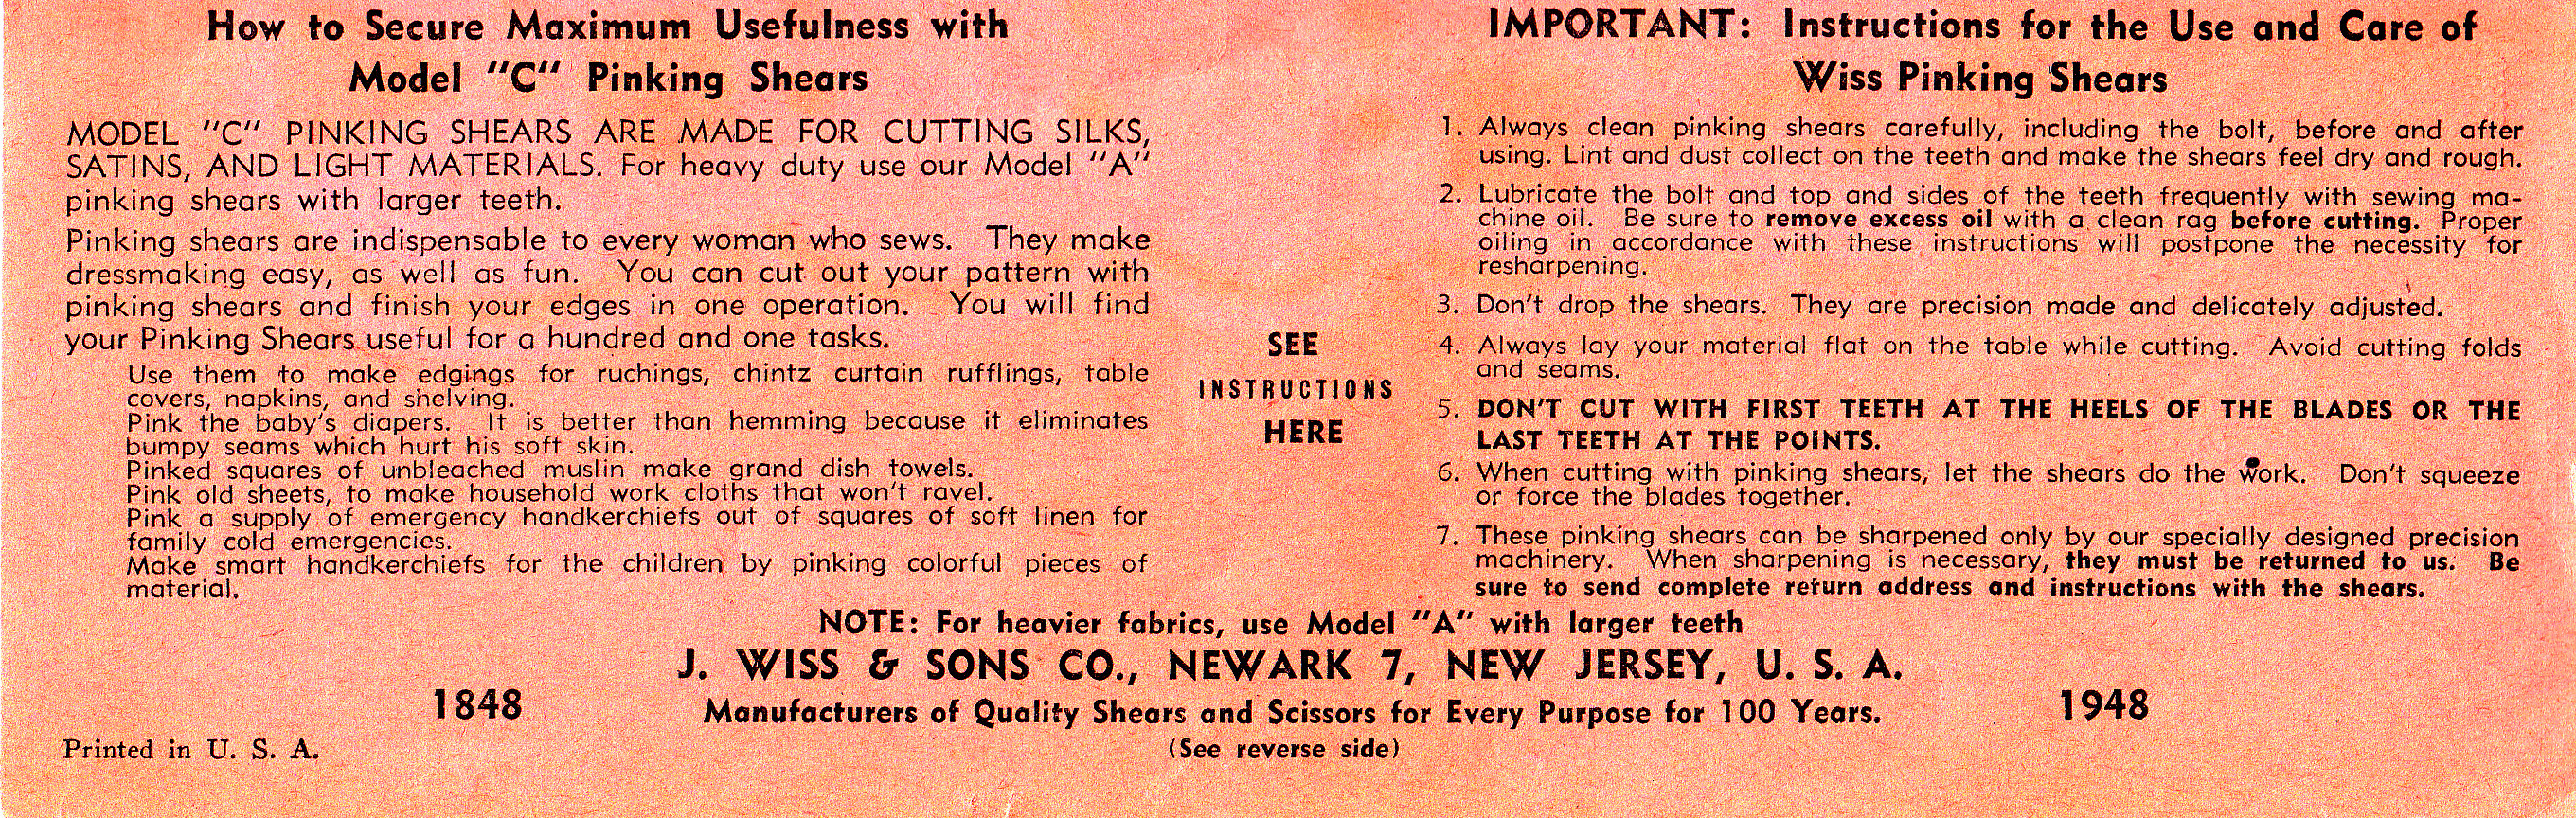 How to Secure Maximum Usefulness with
Model "C" Pinking Shears
MODEL "C" PINKING SHEARS ARE MADE FOR CUTTING SILKS,
SATINS, AND LIGHT MATERIALS. For heavy duty use our Model "A"
pinking shears with larger teeth.
Pinking shears are indispensable to every woman who sews. They make
dressmaking easy, as well as fun. You can cut out your pattern with
pinking shears and finish your edges in one operation. You will find
your Pinking Shears useful for a hundred and one tasks.
Use them to make edgings for ruchings, chintz curtain rufflings, table
covers, napkins, and shelving.
Pink the baby's diapers. It is better than hemming because it eliminates
bumpy seams which hurt his soft skin.
Pinked squares of unbleached muslin make grand dish towels.
Pink old sheets, to make household work cloths that won't ravel.
Pink a supply of emergency handkerchiefs out of squares of soft linen for
family cold emergencies.
Make smart handkerchiefs for the children by pinking colorful pieces of
material.
SEE
INSTRUCTIONS
HERE
IMPORTANT: Instructions for the Use and Care of
Wiss Pinking Shears
1. Always clean pinking shears carefully, including the bolt, before and after
using. Lint and dust collect on the teeth and make the shears feel dry and rough.
2. Lubricate the bolt and top and sides of the teeth frequently with sewing ma-
chine oil. Be sure to remove excess oil with a clean rag before cutting. Proper
oiling in accordance with these instructions will postpone the necessity for
resharpening.
3. Don't drop the shears. They are precision made and delicately adjusted.
4. Always lay your material flat on the table while cutting. Avoid cutting folds
and seams.
5. DON'T CUT WITH FIRST TEETH AT THE HEELS OF THE BLADES OR THE
LAST TEETH AT THE POINTS.
6. When cutting with pinking shears, let the shears do the work. Don't squeeze
or force the blades together.
7. These pinking shears can be sharpened only by our specially designed precision
machinery. When sharpening is necessary, they must be returned to us. Be
sure to send complete return address and instructions with the shears.
NOTE: For heavier fabrics, use Model "A" with larger teeth
J. WISS & SONS CO., NEWARK 7, NEW JERSEY, U. S. A.
1848
Manufacturers of Quality Shears and Scissors for Every Purpose for 100 Years.
1948
Printed in U. S. A.
(See reverse side)